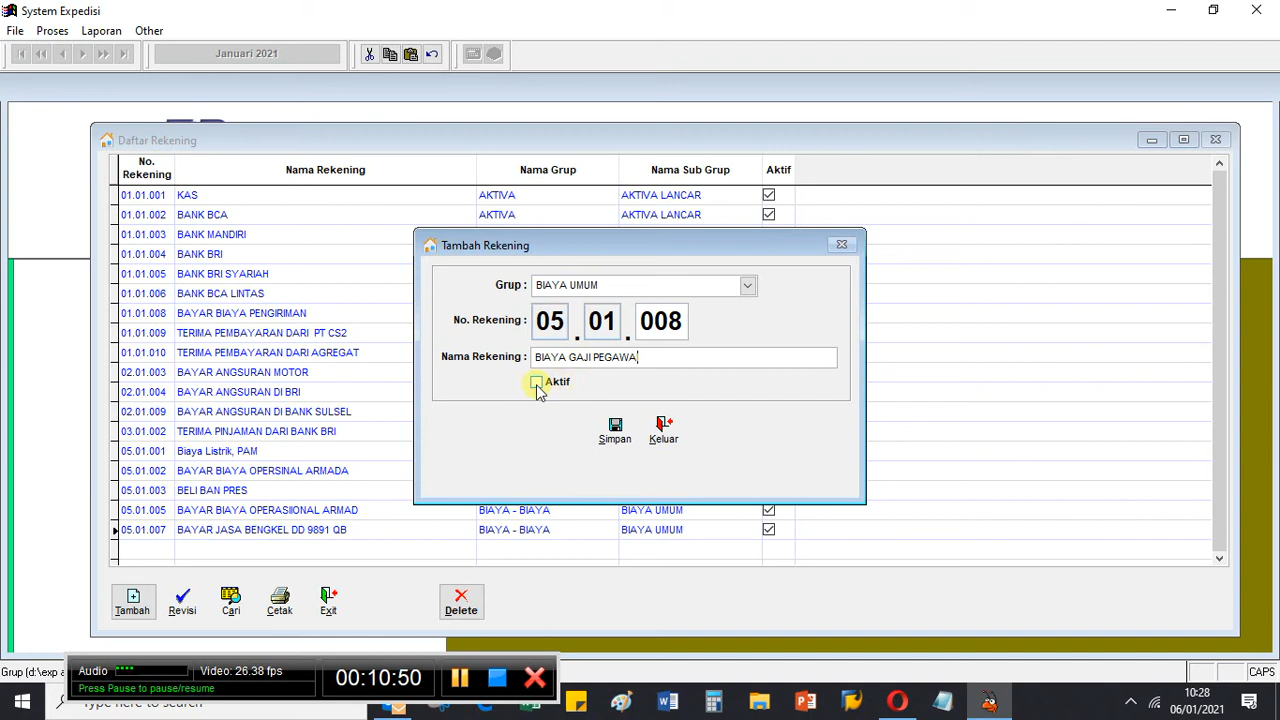 System Expedisi
File Proses Laporan Other
Januari 2021
Daftar Rekening
No. Rekening Nama Rekening Nama Grup Nama Sub Grup Aktif
01.01.001 KAS AKTIVA AKTIVA LANCAR
01.01.002 BANK BCA AKTIVA AKTIVA LANCAR
01.01.003 BANK MANDIRI
01.01.004 BANK BRI
01.01.005 BANK BRI SYARIAH
01.01.006 BANK BCA LINTAS
01.01.008 BAYAR BIAYA PENGIRIMAN
01.01.009 TERIMA PEMBAYARAN DARI PT CS2
01.01.010 TERIMA PEMBAYARAN DARI AGREGAT
02.01.003 BAYAR ANGSURAN MOTOR
02.01.004 BAYAR ANGSURAN DI BRI
02.01.009 BAYAR ANGSURAN DI BANK SULSEL
03.01.002 TERIMA PINJAMAN DARI BANK BRI
05.01.001 Biaya Listrik, PAM
05.01.002 BAYAR BIAYA OPERSINAL ARMADA
05.01.003 BELI BAN PRES
05.01.005 BAYAR BIAYA OPERASIIONAL ARMAD BIAYA - BIAYA BIAYA UMUM
05.01.007 BAYAR JASA BENGKEL DD 9891 QB BIAYA - BIAYA BIAYA UMUM
Tambah Rekening
Grup : BIAYA UMUM
No. Rekening : 05 . 01 . 008
Nama Rekening : BIAYA GAJI PEGAWA
Aktif
Simpan Keluar
Tambah Revisi Cari Cetak Exit Delete
Audio Video: 26.38 fps
Press Pause to pause/resume
00:10:50
CAPS
10:28
06/01/2021